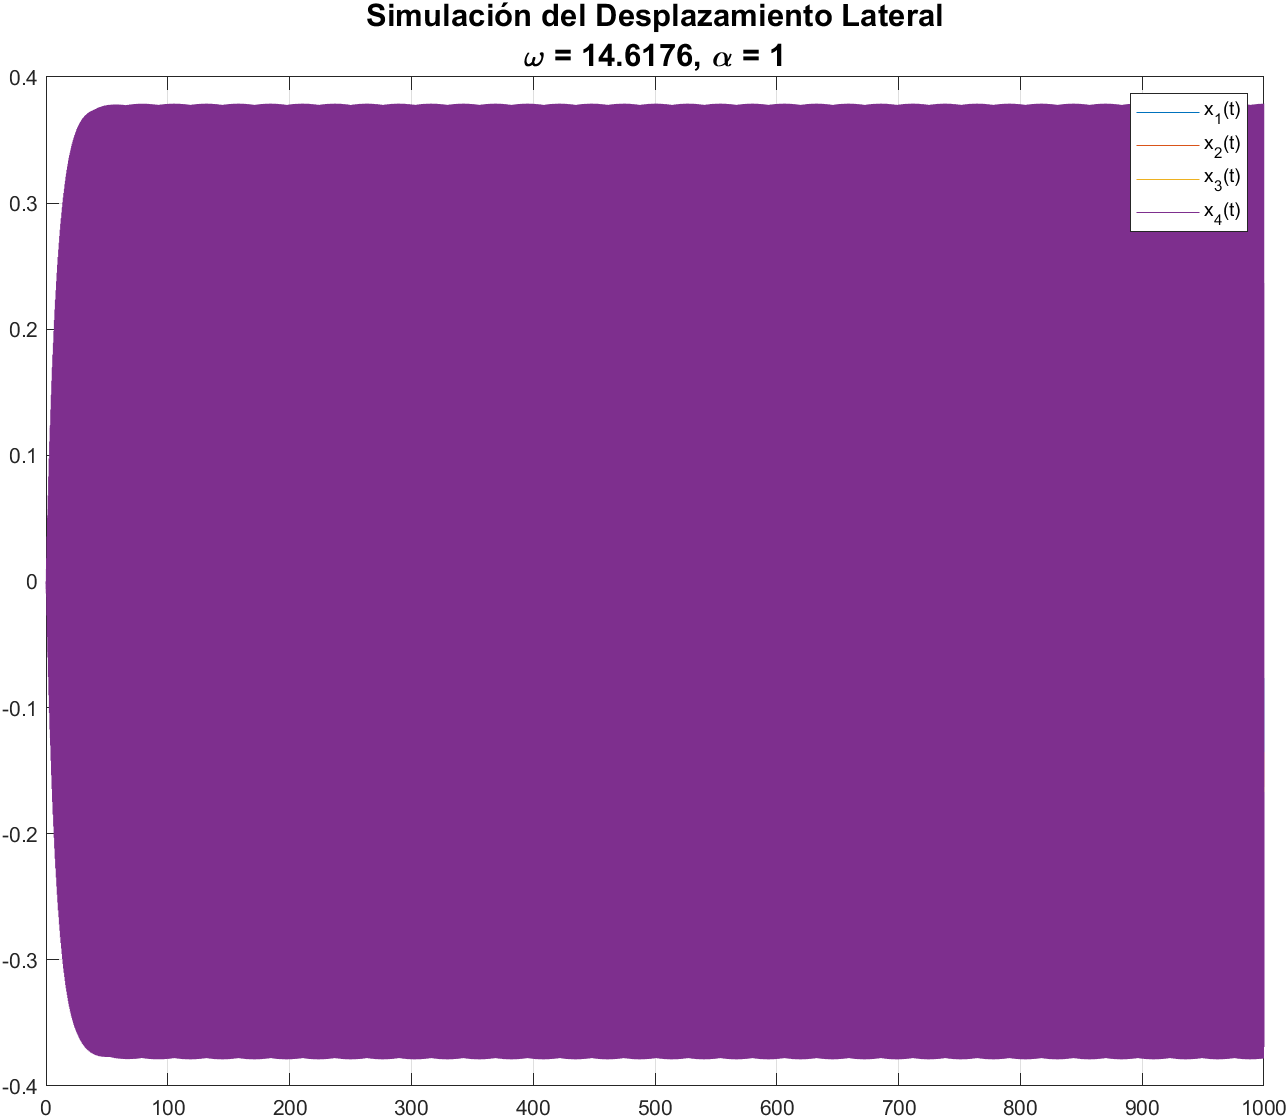 Simulación del Desplazamiento Lateral
ω = 14.6176, α = 1
0.4
0.3
0.2
0.1
0
-0.1
-0.2
-0.3
-0.4
x₁(t)
x₂(t)
x₃(t)
x₄(t)
0 100 200 300 400 500 600 700 800 900 1000